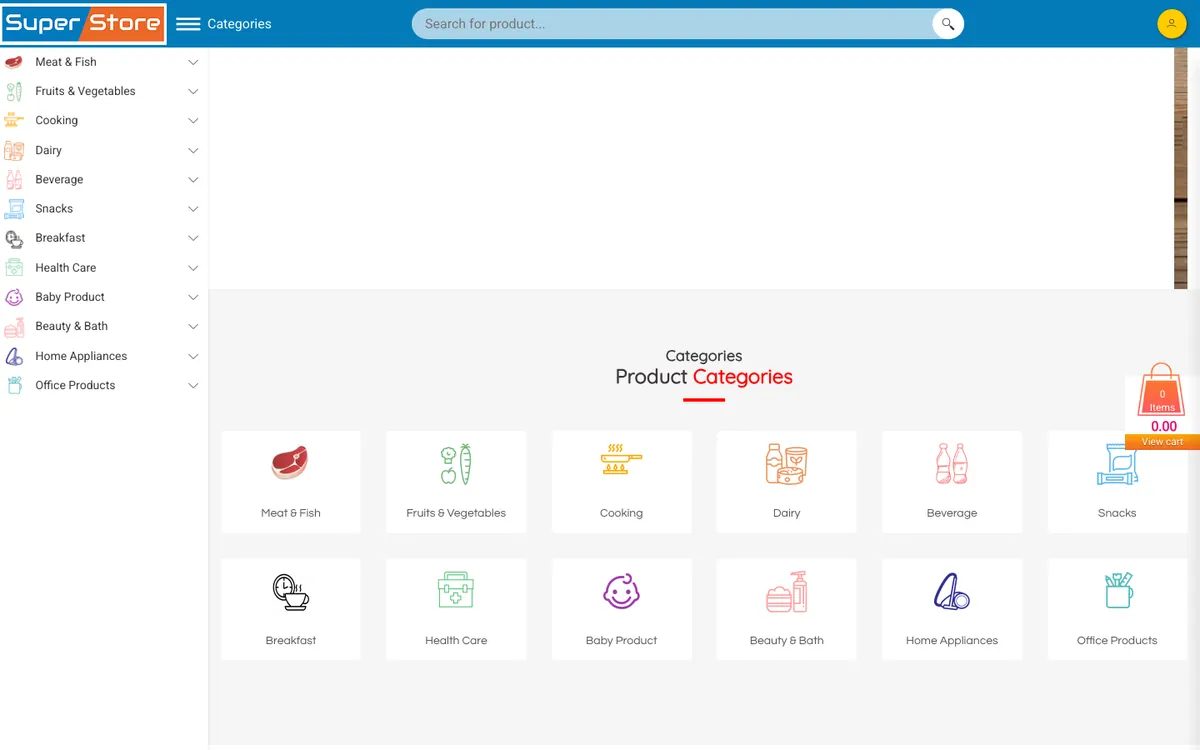 Super Store
Categories
Search for product...
Meat & Fish
Fruits & Vegetables
Cooking
Dairy
Beverage
Snacks
Breakfast
Health Care
Baby Product
Beauty & Bath
Home Appliances
Office Products
Categories
Product Categories
0
Items
0.00
View cart
Meat & Fish
Fruits & Vegetables
Cooking
Dairy
Beverage
Snacks
Breakfast
Health Care
Baby Product
Beauty & Bath
Home Appliances
Office Products